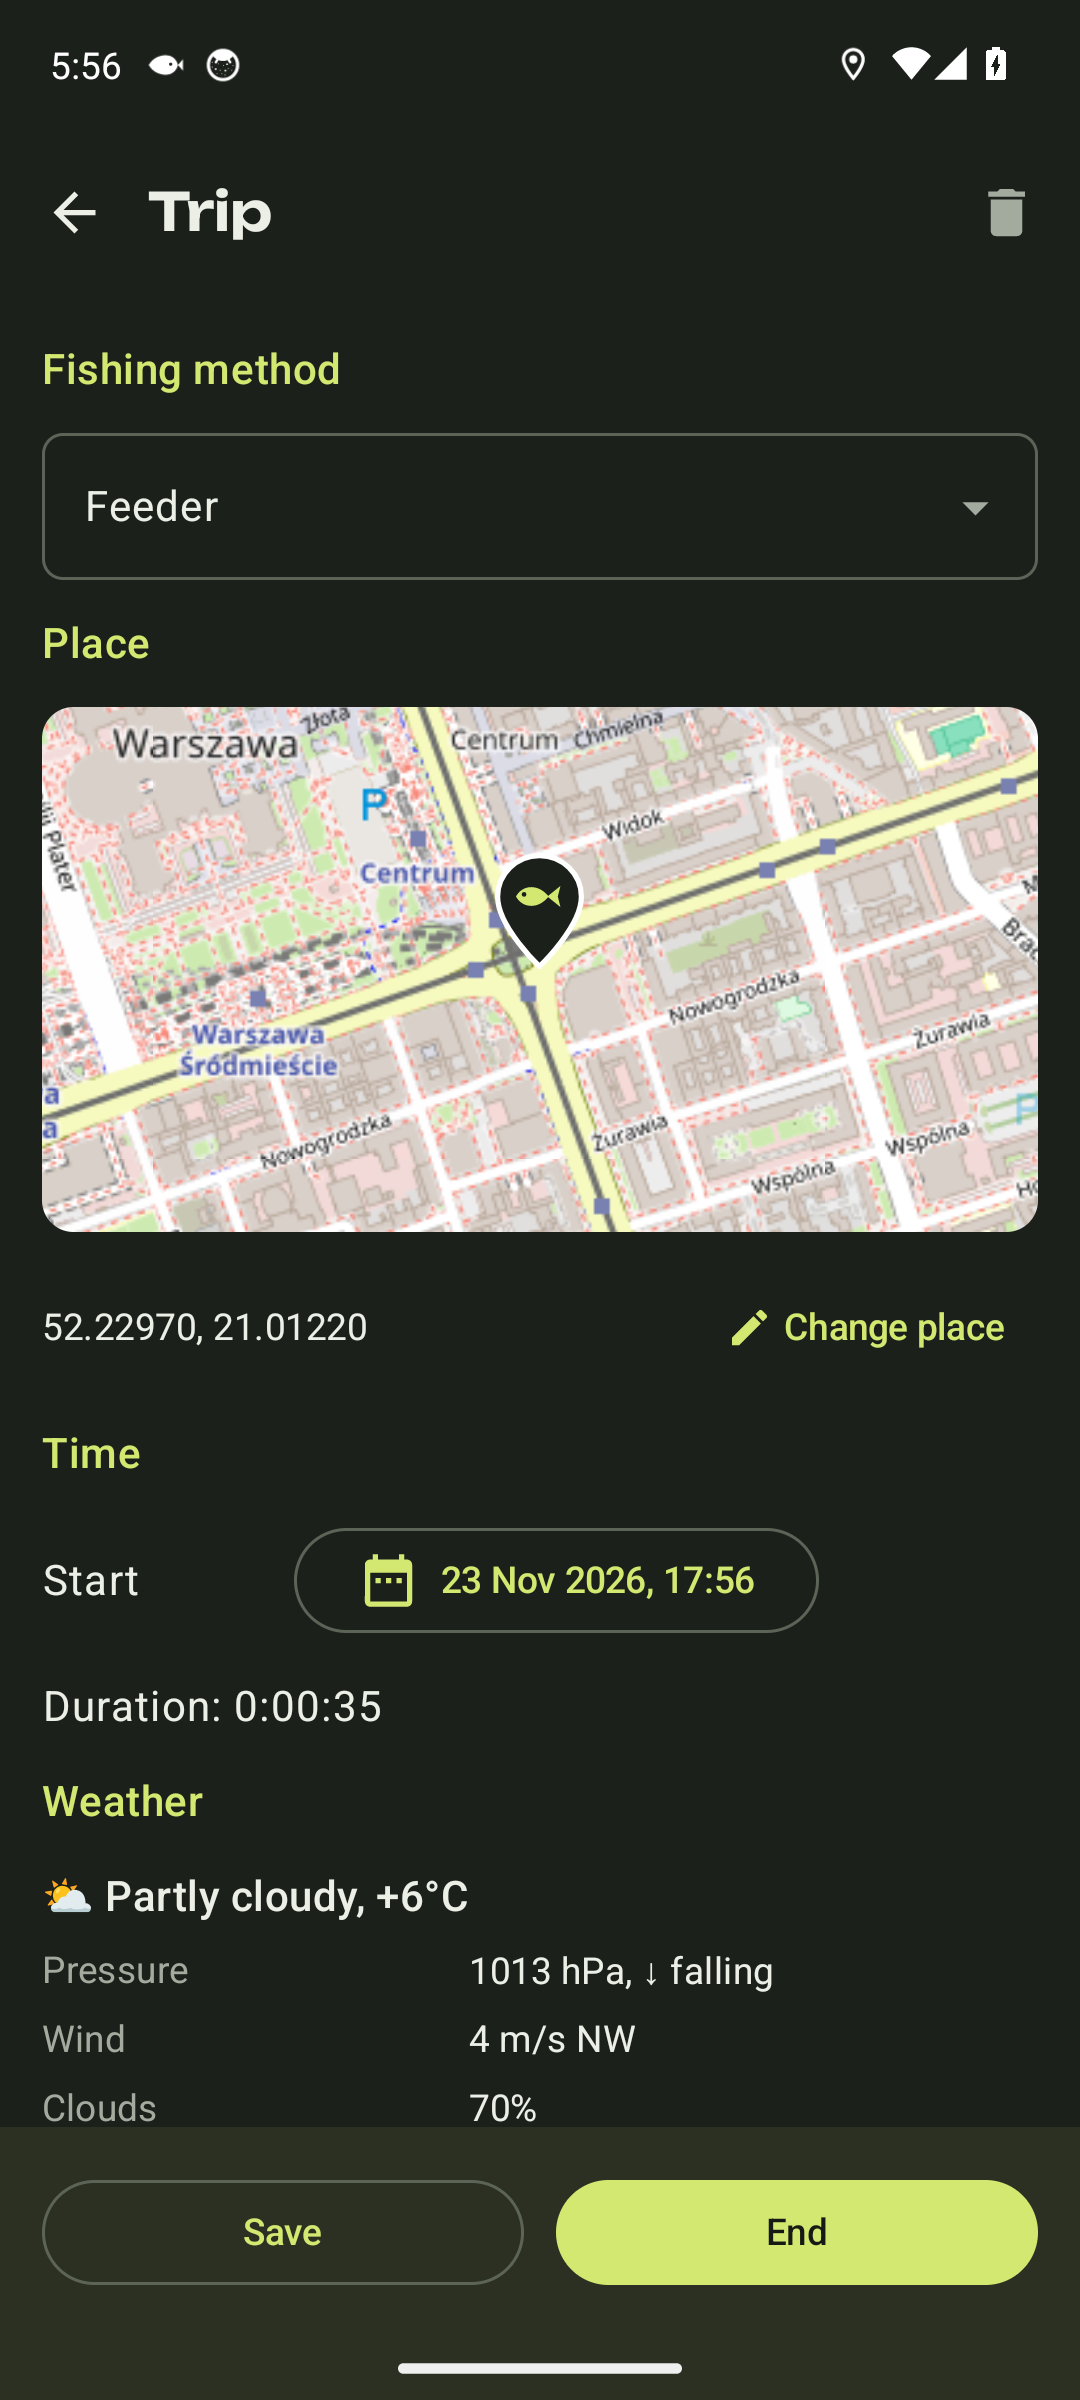 5:56
Trip
Fishing method
Feeder
Place
Warszawa
Złota
Centrum
Chmielna
P
Widok
Centrum
Plater
Nowogrodzka
Żurawia
Warszawa
Śródmieście
a
a
Nowogrodzka
Żurawia
Wspólna
Wspólna
P
52.22970, 21.01220
Change place
Time
Start
23 Nov 2026, 17:56
Duration: 0:00:35
Weather
Partly cloudy, +6°C
Pressure
1013 hPa, ↓ falling
Wind
4 m/s NW
Clouds
70%
Save
End